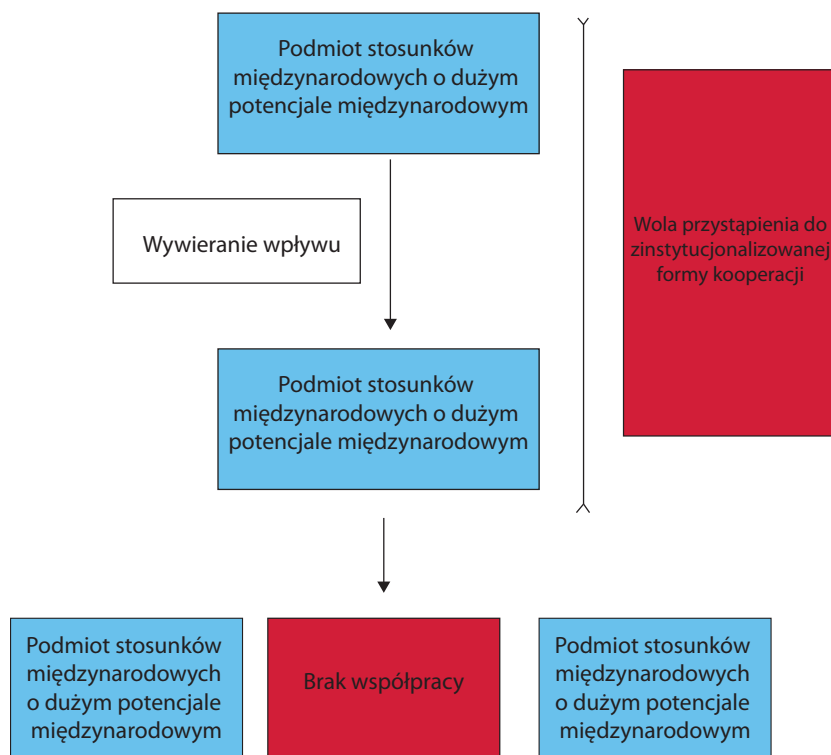 Podmiot stosunków
międzynarodowych o dużym
potencjale międzynarodowym
Wola przystąpienia do
zinstytucjonalizowanej
formy kooperacji
Wywieranie wpływu
Podmiot stosunków
międzynarodowych o dużym
potencjale międzynarodowym
Podmiot stosunków
międzynarodowych
o dużym potencjale
międzynarodowym
Brak współpracy
Podmiot stosunków
międzynarodowych
o dużym potencjale
międzynarodowym